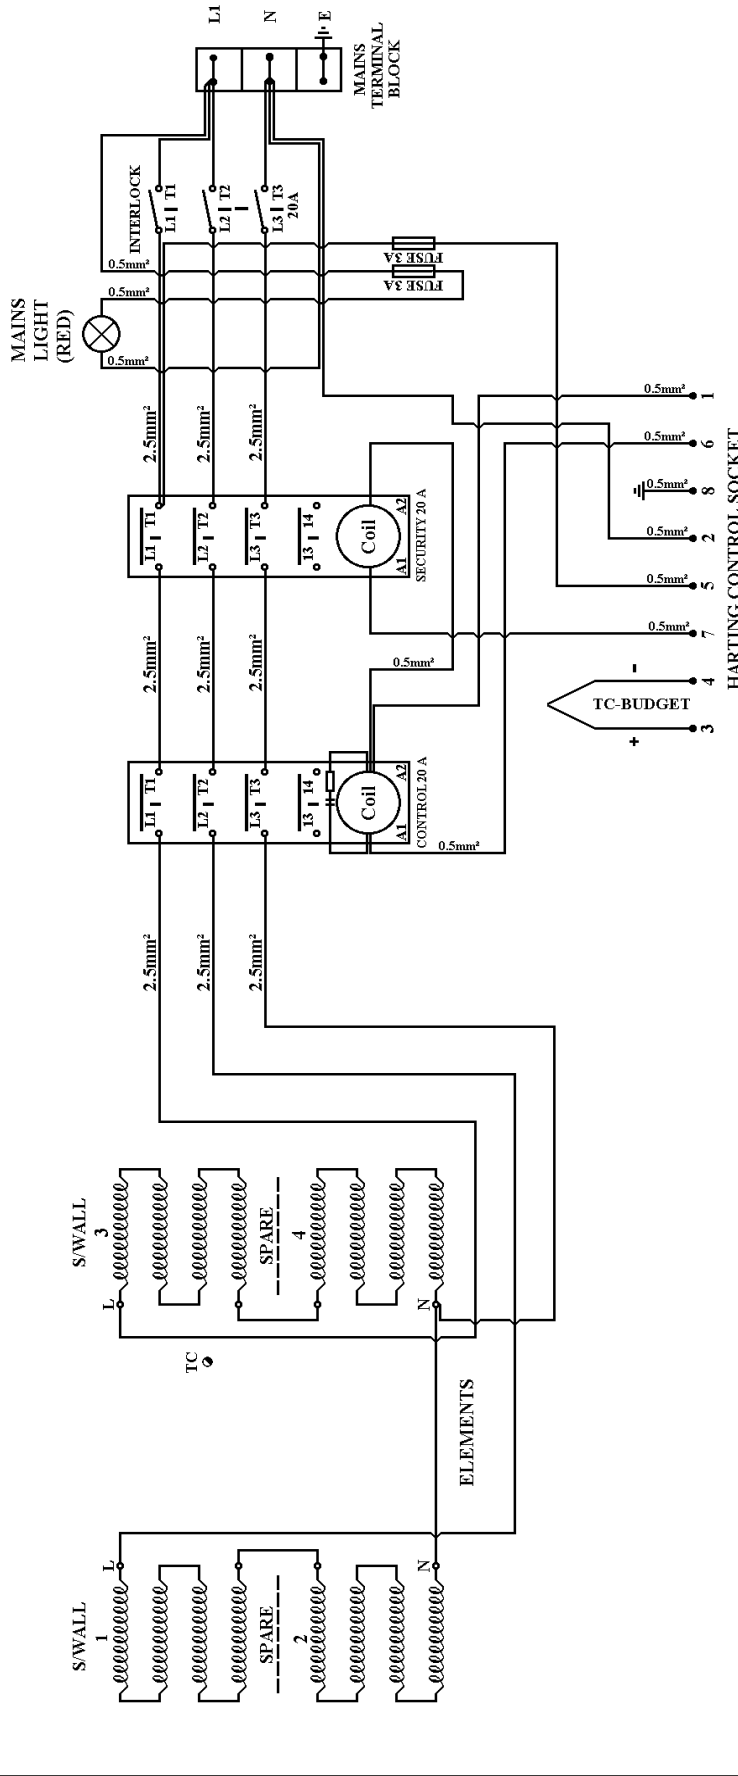 L1
N
E
MAINS
TERMINAL
BLOCK
INTERLOCK
L1 T1
L2 T2
L3 T3
20A
FUSE 3A
FUSE 3A
0.5mm²
0.5mm²
0.5mm²
MAINS
LIGHT
(RED)
2.5mm²
2.5mm²
2.5mm²
L1 T1
L2 T2
L3 T3
13 14
Coil
A1 A2
SECURITY 20 A
2.5mm²
2.5mm²
2.5mm²
0.5mm²
L1 T1
L2 T2
L3 T3
13 14
Coil
A1 A2
CONTROL 20 A
0.5mm²
0.5mm² 1
0.5mm² 6
0.5mm² 8
0.5mm² 2
0.5mm² 5
0.5mm² 7
- 4
TC-BUDGET
+ 3
HARTING CONTROL SOCKET
2.5mm²
2.5mm²
2.5mm²
S/WALL
3
SPARE
4
L
N
TC
ELEMENTS
S/WALL
1
SPARE
2
L
N